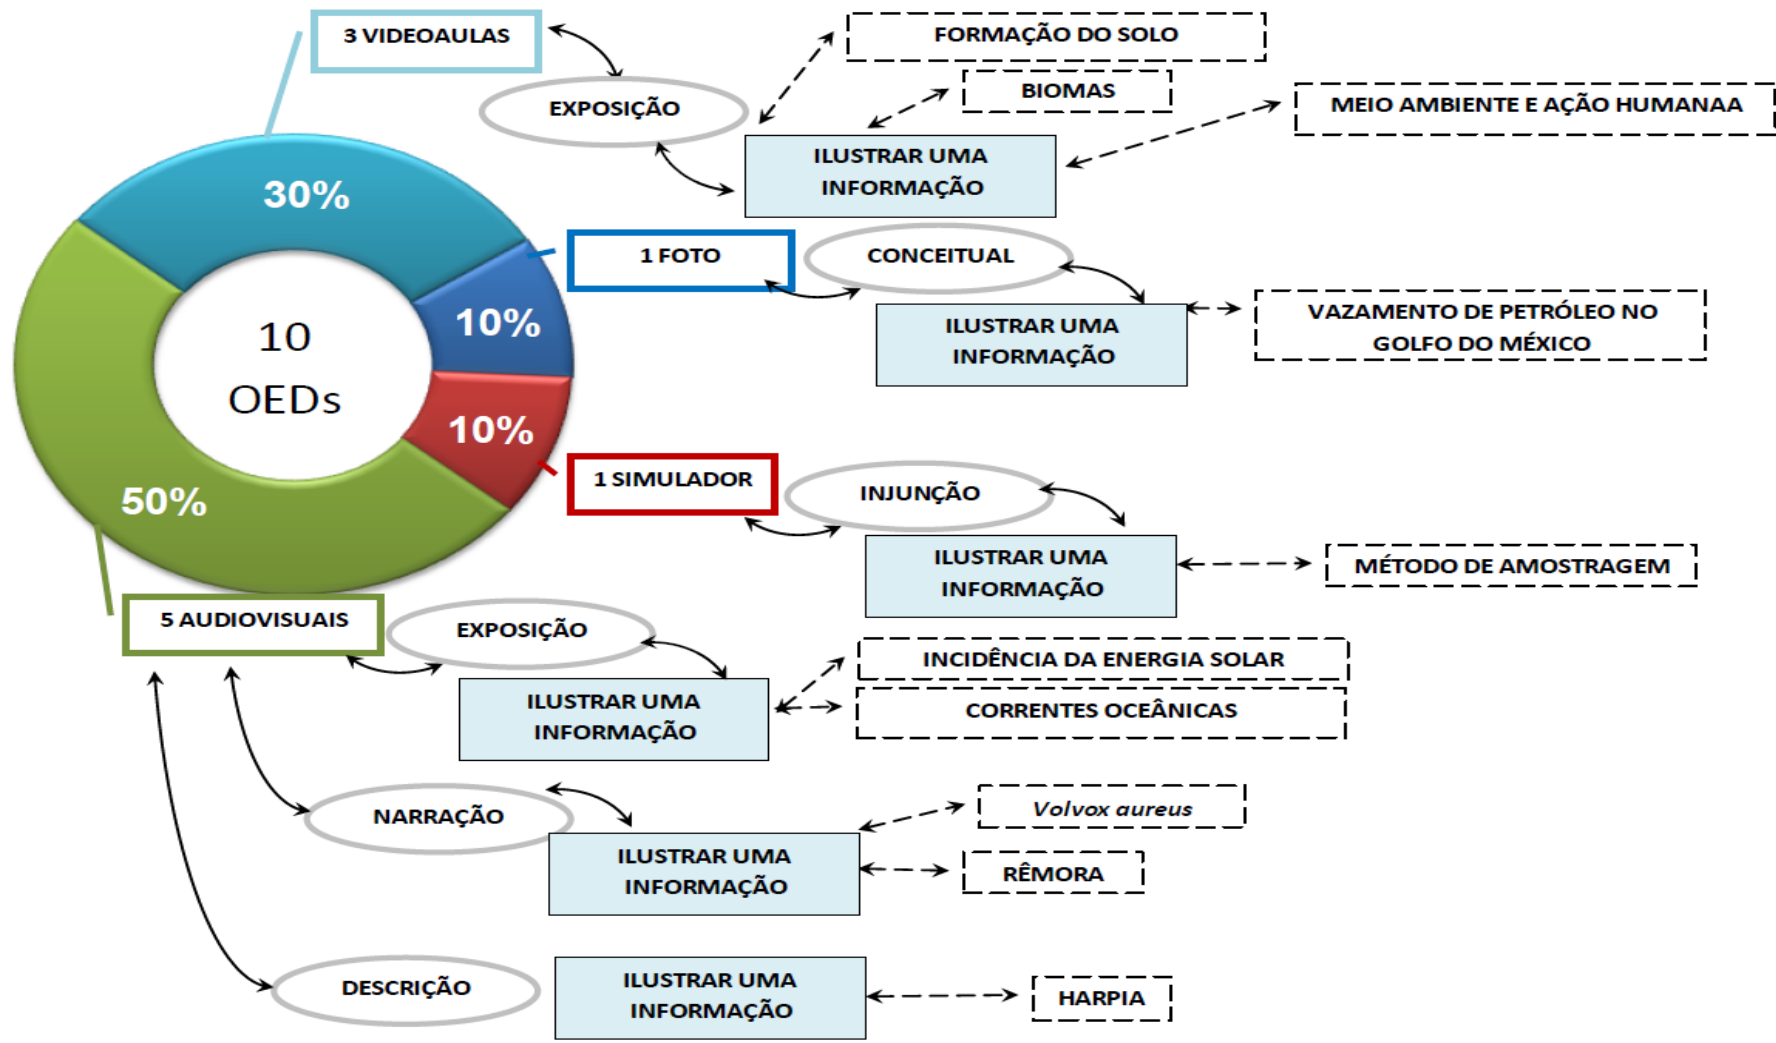 3 VIDEOAULAS
EXPOSIÇÃO
FORMAÇÃO DO SOLO
BIOMAS
MEIO AMBIENTE E AÇÃO HUMANAA
ILUSTRAR UMA
INFORMAÇÃO
30%
1 FOTO
CONCEITUAL
ILUSTRAR UMA
INFORMAÇÃO
VAZAMENTO DE PETRÓLEO NO
GOLFO DO MÉXICO
10%
10
OEDs
10%
1 SIMULADOR
INJUNÇÃO
ILUSTRAR UMA
INFORMAÇÃO
MÉTODO DE AMOSTRAGEM
50%
5 AUDIOVISUAIS
EXPOSIÇÃO
ILUSTRAR UMA
INFORMAÇÃO
INCIDÊNCIA DA ENERGIA SOLAR
CORRENTES OCEÂNICAS
NARRAÇÃO
ILUSTRAR UMA
INFORMAÇÃO
Volvox aureus
RÊMORA
DESCRIÇÃO
ILUSTRAR UMA
INFORMAÇÃO
HARPIA